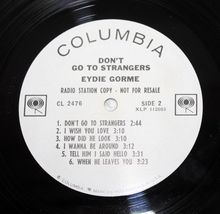 COLUMBIA
DON'T
GO TO STRANGERS
EYDIE GORME
RADIO STATION COPY - NOT FOR RESALE
CL 2476
SIDE 2
XLP 112003
1. DON'T GO TO STRANGERS 2:44
2. I WISH YOU LOVE 3:10
3. HOW DID HE LOOK 3:10
4. I WANNA BE AROUND 3:12
5. TELL HIM I SAID HELLO 3:31
6. WHEN HE LEAVES YOU 3:23